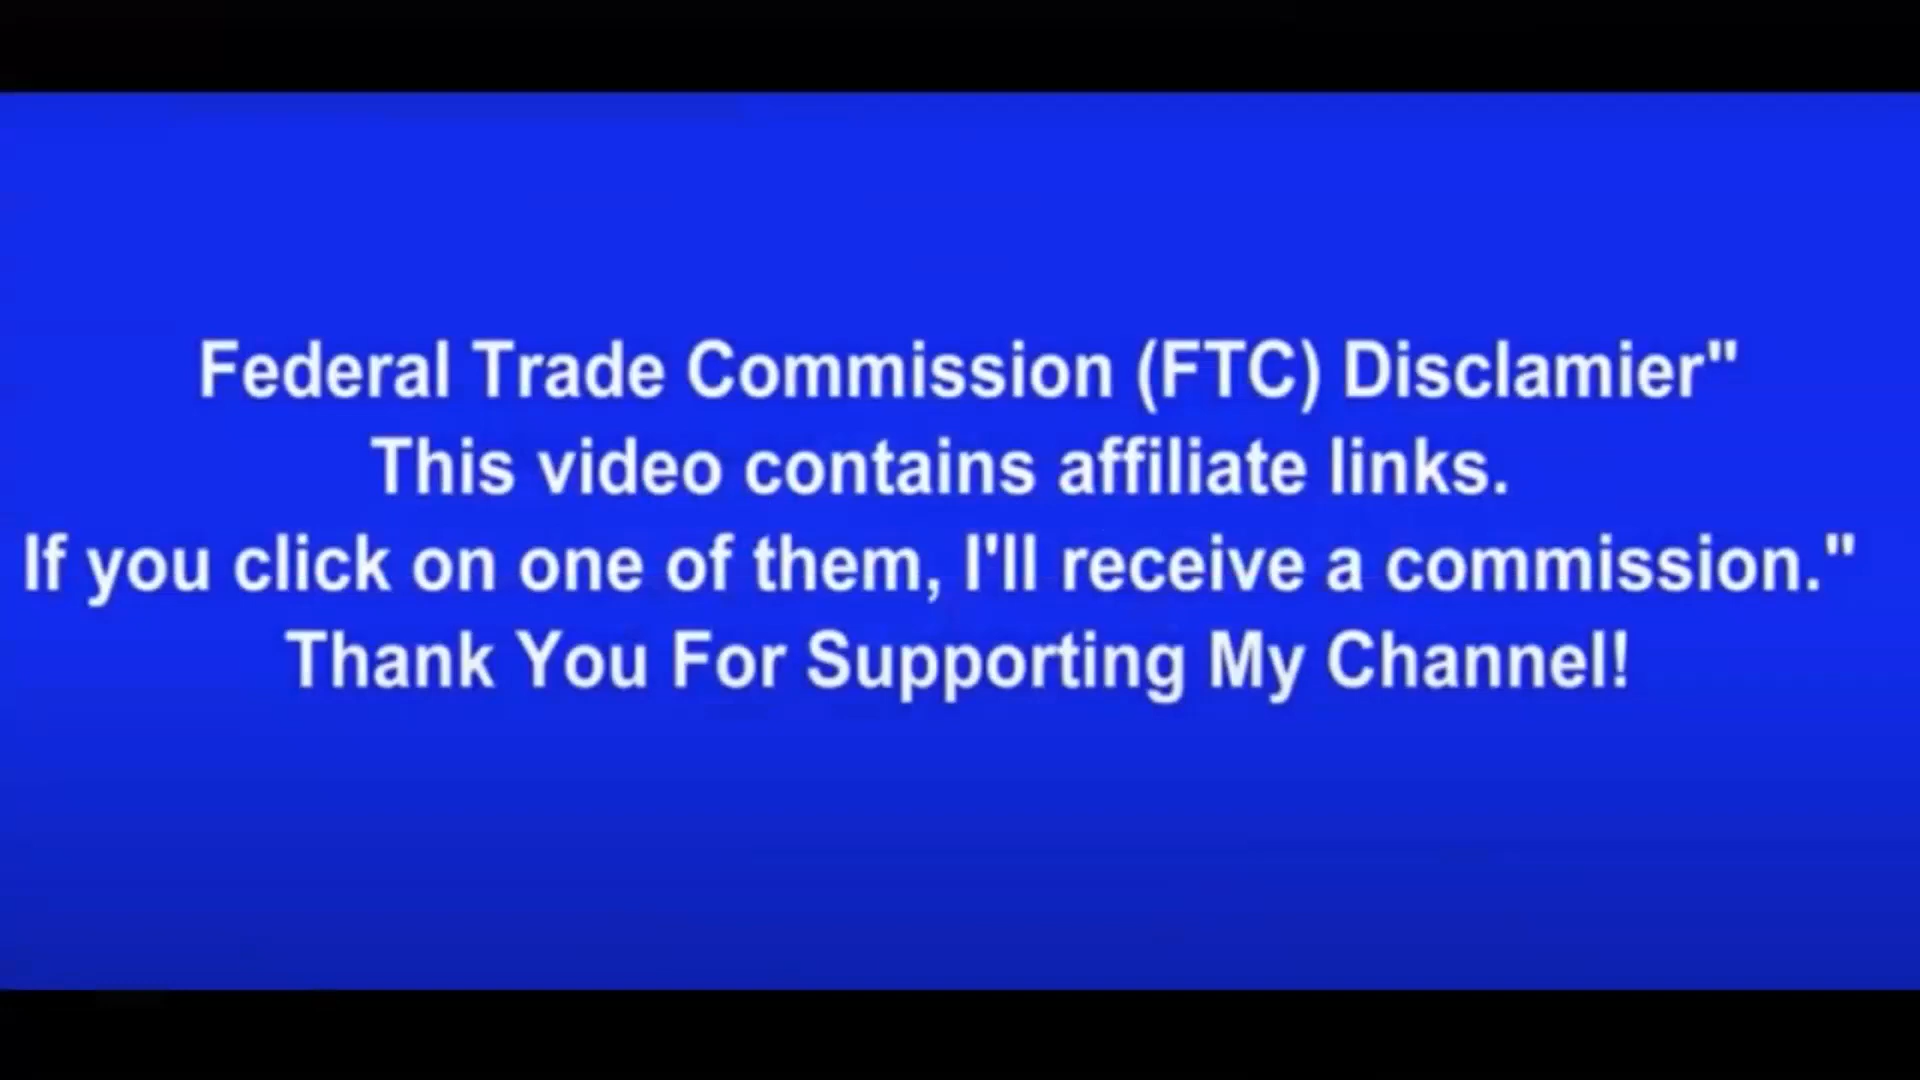 Federal Trade Commission (FTC) Disclamier"
This video contains affiliate links.
If you click on one of them, I'll receive a commission."
Thank You For Supporting My Channel!